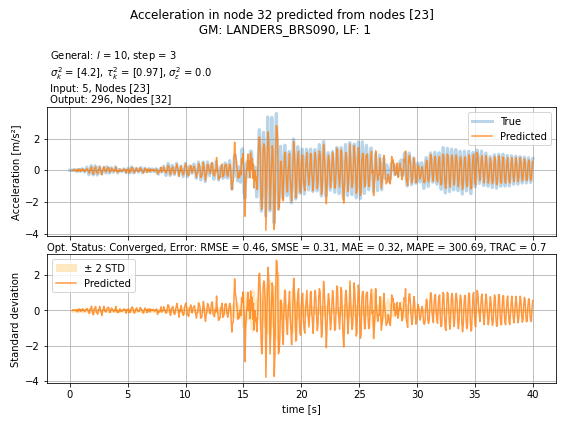 Acceleration in node 32 predicted from nodes [23]
GM: LANDERS_BRS090, LF: 1
General: l = 10, step = 3
σ²ₖ = [4.2], τ²ₖ = [0.97], σ²ε = 0.0
Input: 5, Nodes [23]
Output: 296, Nodes [32]
True
Predicted
Acceleration [m/s²]
2
0
−2
−4
Opt. Status: Converged, Error: RMSE = 0.46, SMSE = 0.31, MAE = 0.32, MAPE = 300.69, TRAC = 0.7
± 2 STD
Predicted
Standard deviation
2
0
−2
−4
0 5 10 15 20 25 30 35 40
time [s]